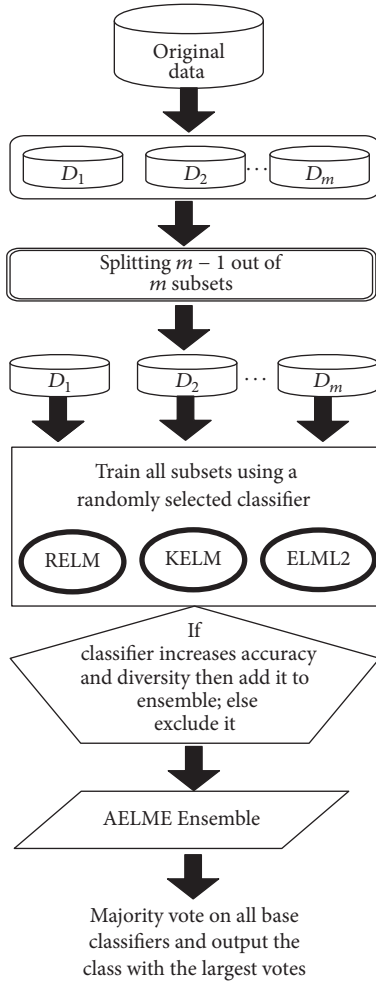 Original
data
D1 D2 ... Dm
Splitting m – 1 out of
m subsets
D1 D2 ... Dm
Train all subsets using a
randomly selected classifier
RELM KELM ELML2
If
classifier increases accuracy
and diversity then add it to
ensemble; else
exclude it
AELME Ensemble
Majority vote on all base
classifiers and output the
class with the largest votes